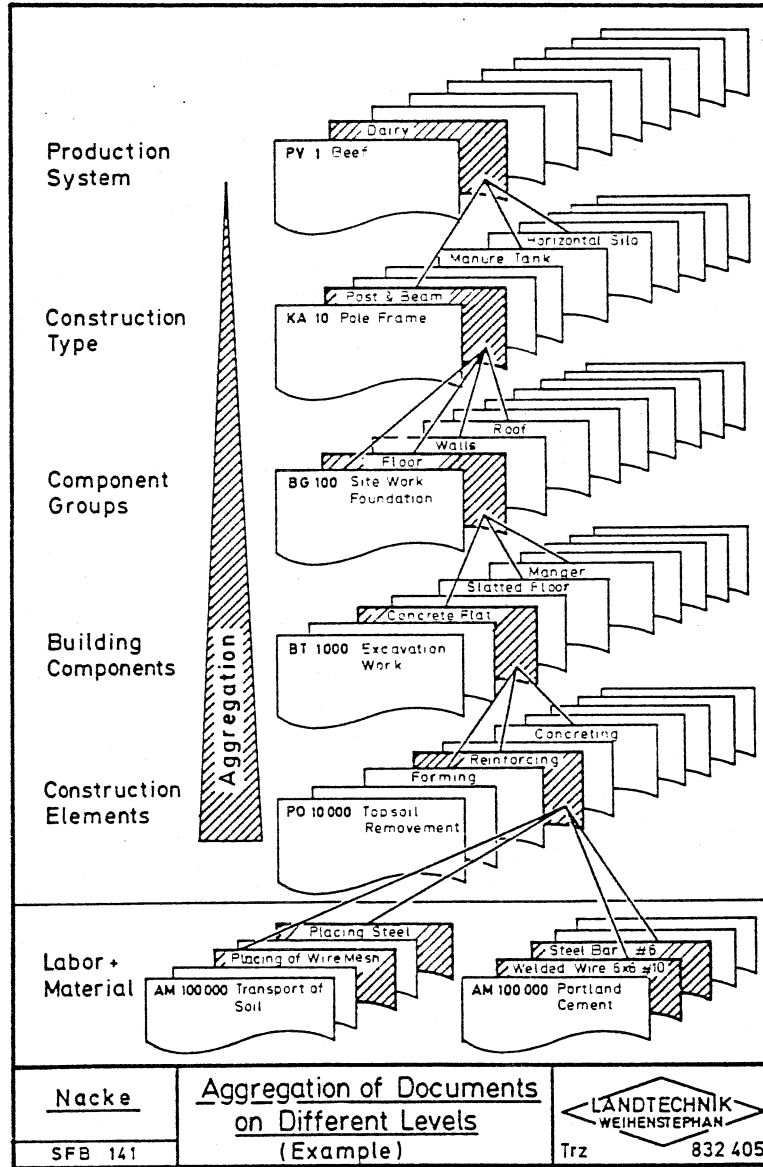 Dairy
Production
System
PV 1 Beef
Horizontal Silo
Manure Tank
Post & Beam
Construction
Type
KA 10 Pole Frame
Roof
Walls
Floor
Component
Groups
BG 100 Site Work
Foundation
Manger
Slatted Floor
Concrete Flat
Building
Components
BT 1000 Excavation
Work
Aggregation
Concreting
Reinforcing
Forming
Construction
Elements
PO 10 000 Topsoil
Removement
Placing Steel
Placing of Wire Mesh
Steel Bar #6
Welded Wire 6x6 #10
Labor +
Material
AM 100 000 Transport of
Soil
AM 100 000 Portland
Cement
Nacke
SFB 141
Aggregation of Documents
on Different Levels
(Example)
LANDTECHNIK
WEIHENSTEPHAN
Trz 832 405